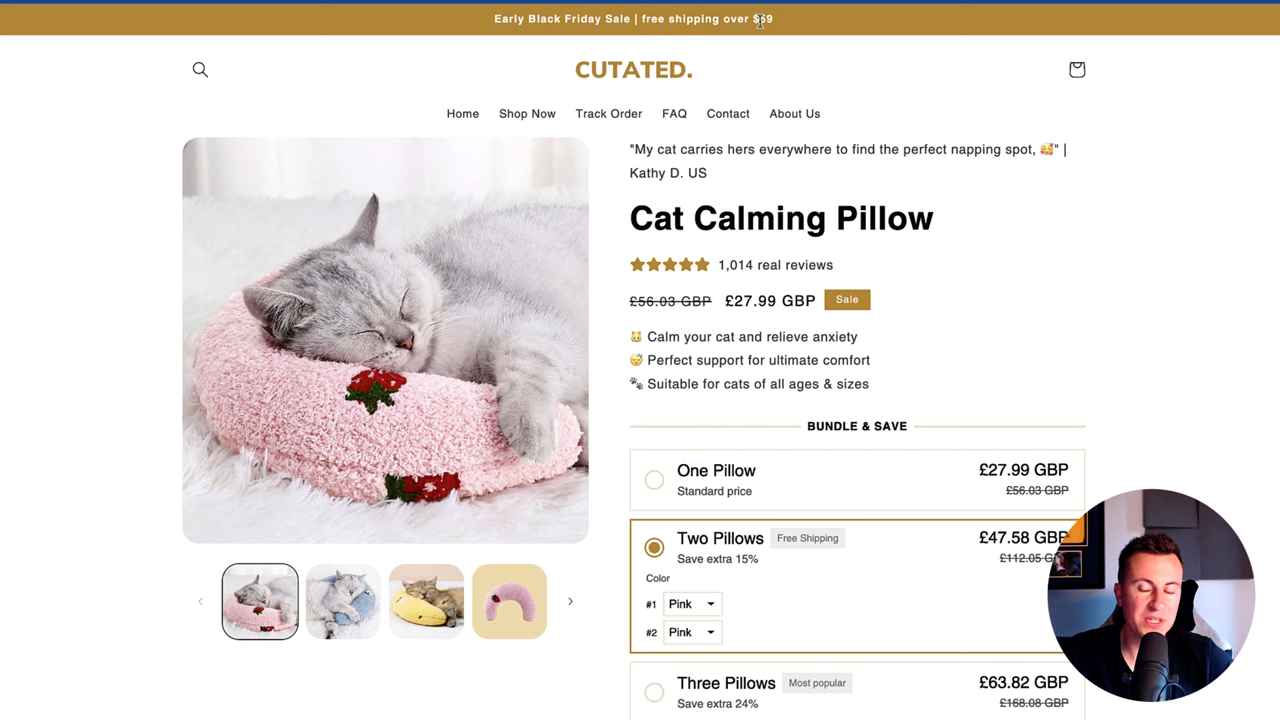 Early Black Friday Sale | free shipping over $69
CUTATED.
Home Shop Now Track Order FAQ Contact About Us
"My cat carries hers everywhere to find the perfect napping spot, 🥰" |
Kathy D. US
Cat Calming Pillow
1,014 real reviews
£56.03 GBP £27.99 GBP Sale
🐱 Calm your cat and relieve anxiety
😴 Perfect support for ultimate comfort
🐾 Suitable for cats of all ages & sizes
BUNDLE & SAVE
One Pillow £27.99 GBP
Standard price £56.03 GBP
Two Pillows Free Shipping £47.58 GBP
Save extra 15% £112.05
Color
#1 Pink
#2 Pink
Three Pillows Most popular £63.82 GBP
Save extra 24% £168.08 GBP